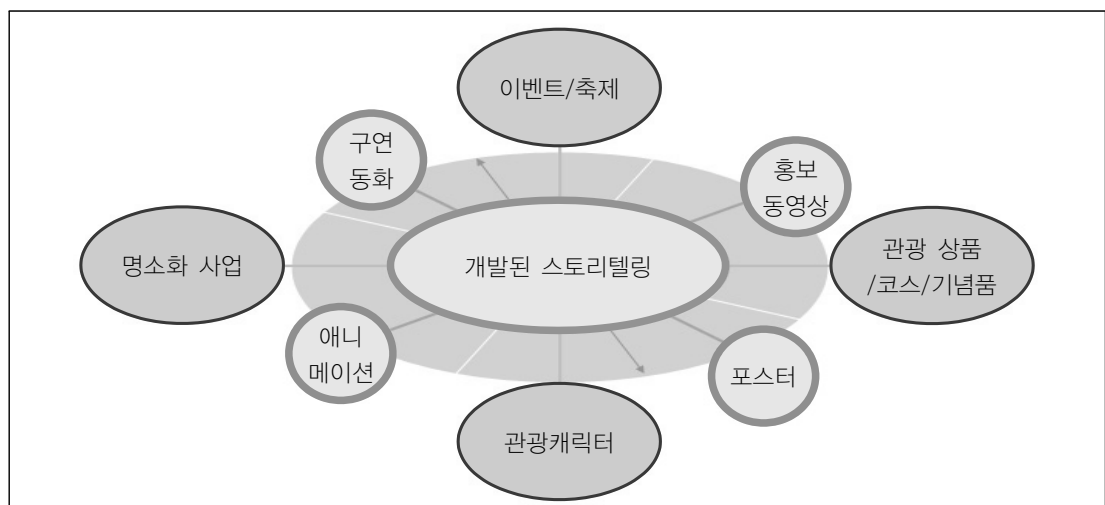 이벤트/축제
구연
동화
홍보
동영상
명소화 사업
개발된 스토리텔링
관광 상품
/코스/기념품
애니
메이션
포스터
관광캐릭터